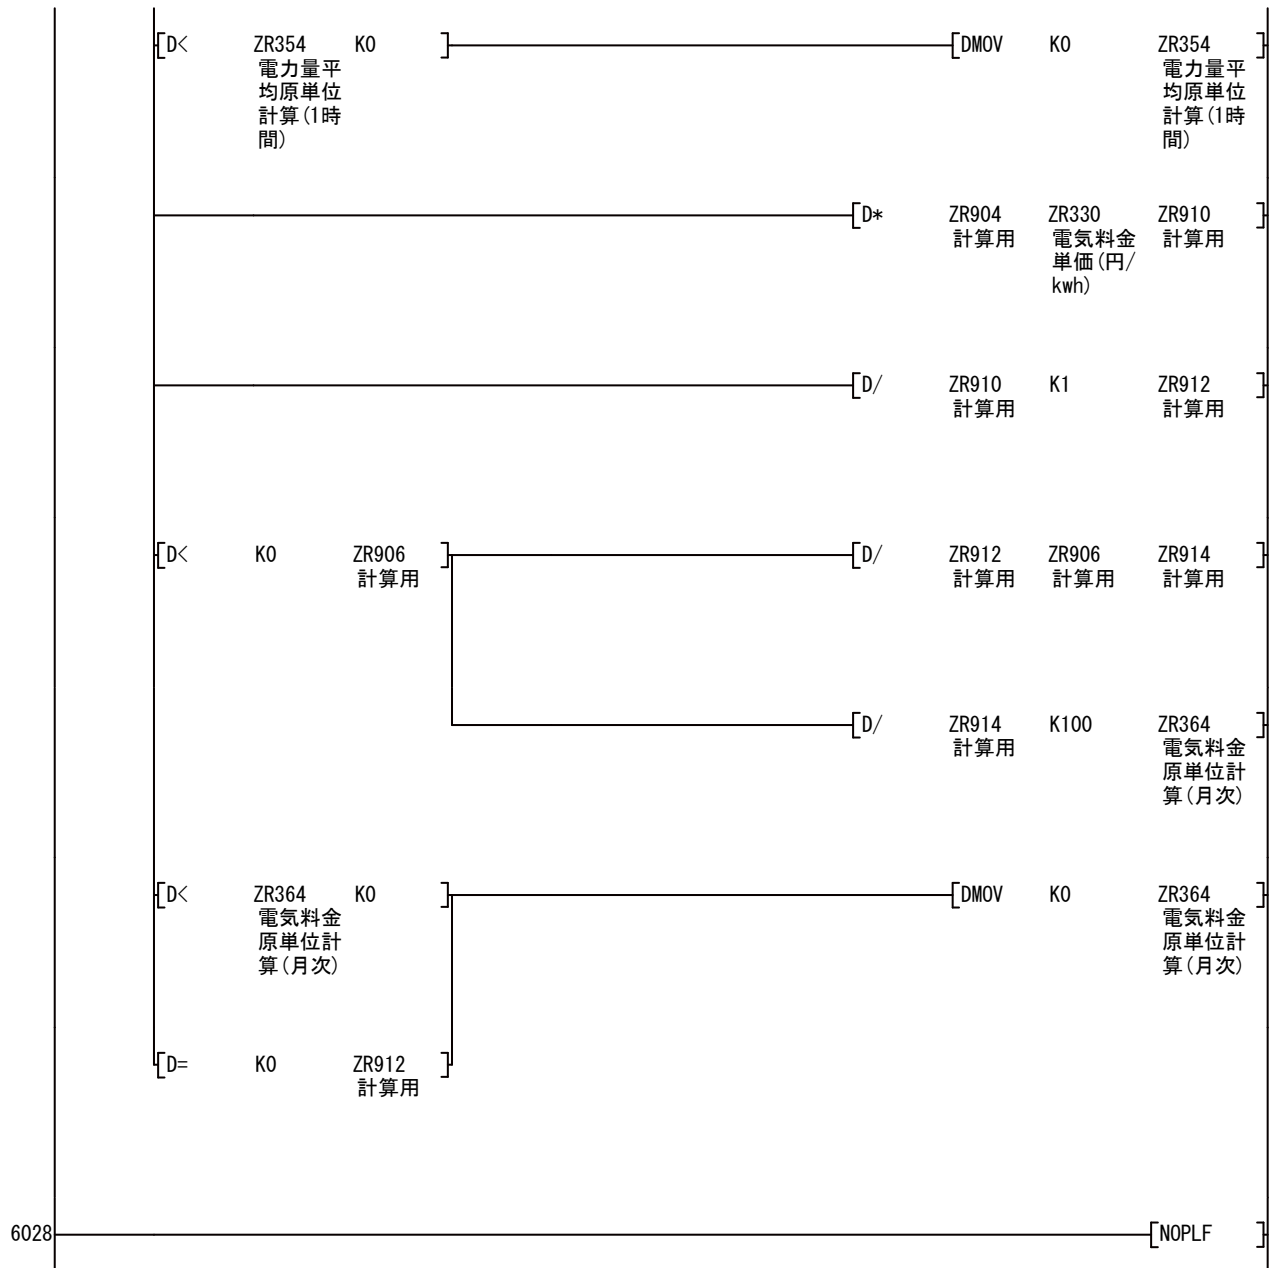 [D< ZR354 K0 ] [DMOV K0 ZR354 ]
電力量平 電力量平
均原単位 均原単位
計算(1時 計算(1時
間) 間)
[D* ZR904 ZR330 ZR910 ]
計算用 電気料金 計算用
単価(円/
kwh)
[D/ ZR910 K1 ZR912 ]
計算用 計算用
[D< K0 ZR906 ] [D/ ZR912 ZR906 ZR914 ]
計算用 計算用 計算用 計算用
[D/ ZR914 K100 ZR364 ]
計算用 電気料金
原単位計
算(月次)
[D< ZR364 K0 ] [DMOV K0 ZR364 ]
電気料金 電気料金
原単位計 原単位計
算(月次) 算(月次)
[D= K0 ZR912 ]
計算用
6028 [NOPLF ]